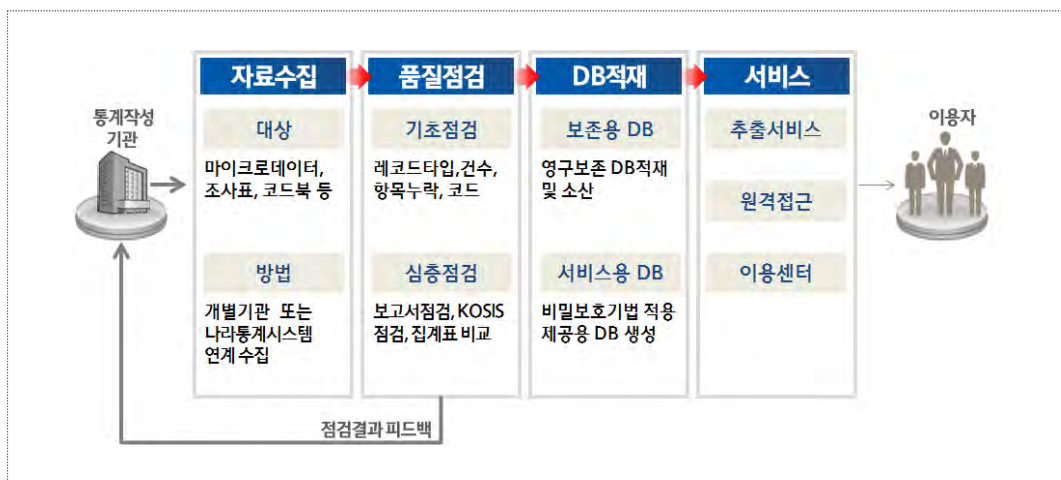 통계작성
기관
자료수집
대상
마이크로데이터,
조사표, 코드북 등
방법
개별기관 또는
나라통계시스템
연계 수집
품질점검
기초점검
레코드타입,건수,
항목누락, 코드
심층점검
보고서점검, KOSIS
점검, 집계표 비교
DB적재
보존용 DB
영구보존 DB적재
및 소산
서비스용 DB
비밀보호기법 적용
제공용 DB 생성
서비스
추출서비스
원격접근
이용센터
이용자
점검결과 피드백